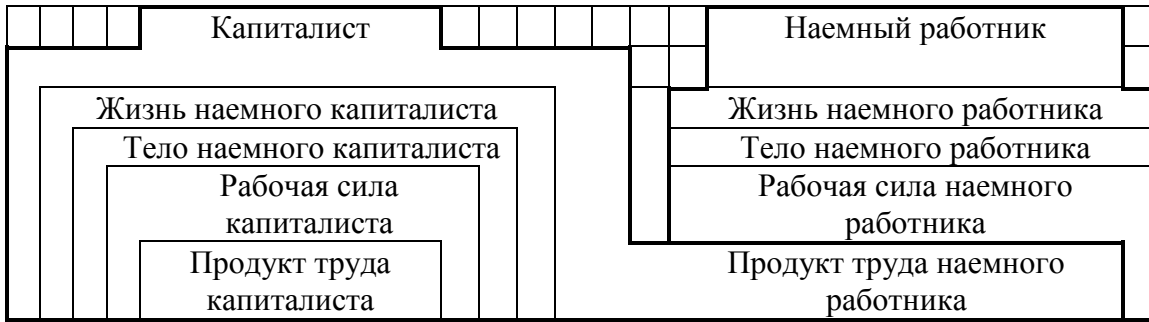 Капиталист
Наемный работник
Жизнь наемного капиталиста
Жизнь наемного работника
Тело наемного капиталиста
Тело наемного работника
Рабочая сила
капиталиста
Рабочая сила наемного
работника
Продукт труда
капиталиста
Продукт труда наемного
работника